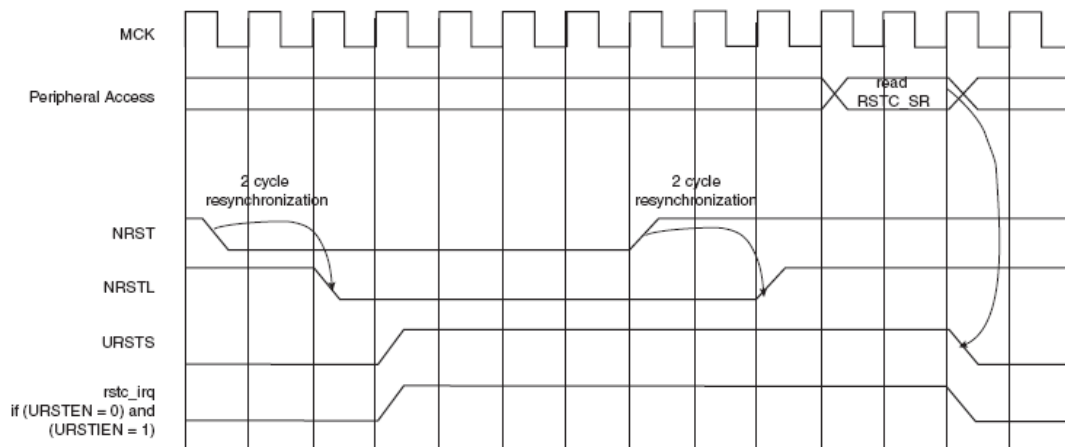 MCK
Peripheral Access
read
RSTC_SR
2 cycle
resynchronization
2 cycle
resynchronization
NRST
NRSTL
URSTS
rstc_irq
if (URSTEN = 0) and
(URSTIEN = 1)